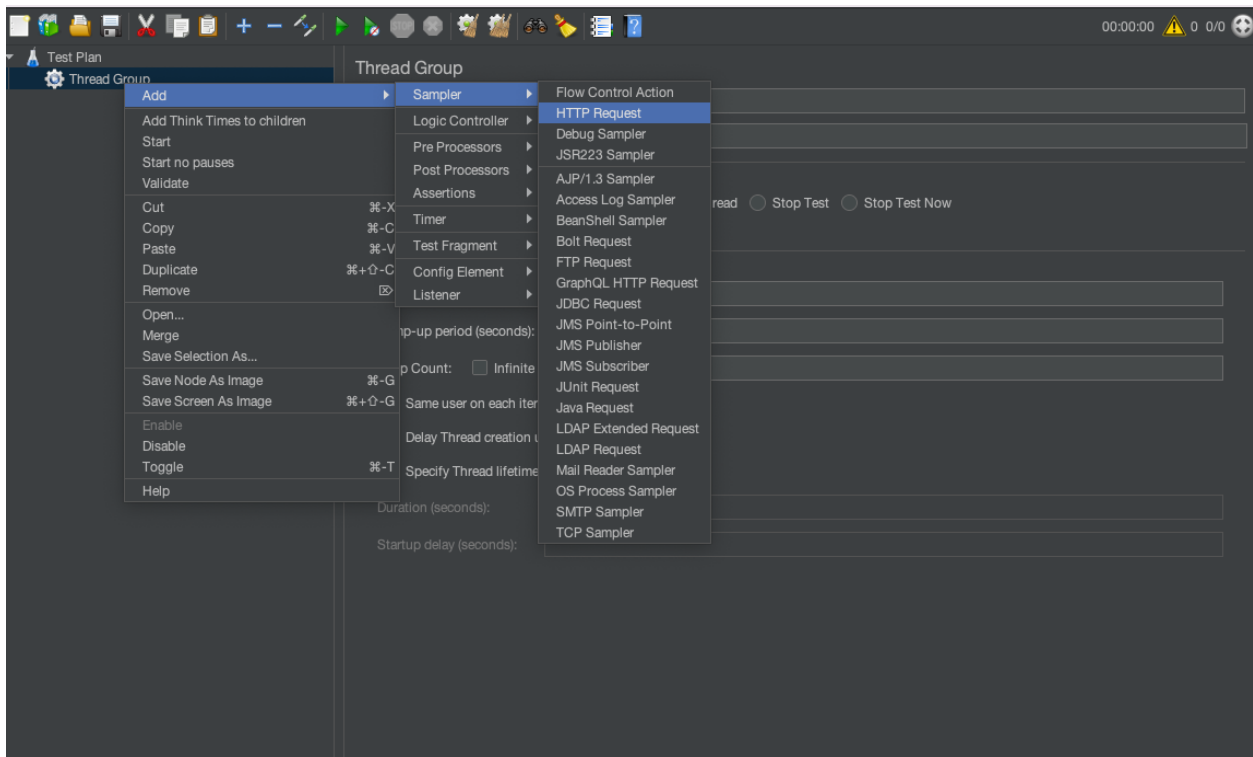 STOP
00:00:00 0 0/0
Test Plan
Thread Group
Thread Group
Add
Add Think Times to children
Start
Start no pauses
Validate
Cut ⌘-X
Copy ⌘-C
Paste ⌘-V
Duplicate ⌘+⇧-C
Remove ⌦
Open...
Merge
Save Selection As...
Save Node As Image ⌘-G
Save Screen As Image ⌘+⇧-G
Enable
Disable
Toggle ⌘-T
Help
Sampler
Logic Controller
Pre Processors
Post Processors
Assertions
Timer
Test Fragment
Config Element
Listener
Flow Control Action
HTTP Request
Debug Sampler
JSR223 Sampler
AJP/1.3 Sampler
Access Log Sampler
BeanShell Sampler
Bolt Request
FTP Request
GraphQL HTTP Request
JDBC Request
JMS Point-to-Point
JMS Publisher
JMS Subscriber
JUnit Request
Java Request
LDAP Extended Request
LDAP Request
Mail Reader Sampler
OS Process Sampler
SMTP Sampler
TCP Sampler
read Stop Test Stop Test Now
p-up period (seconds):
p Count: Infinite
Same user on each iter
Delay Thread creation u
Specify Thread lifetime
Duration (seconds):
Startup delay (seconds):